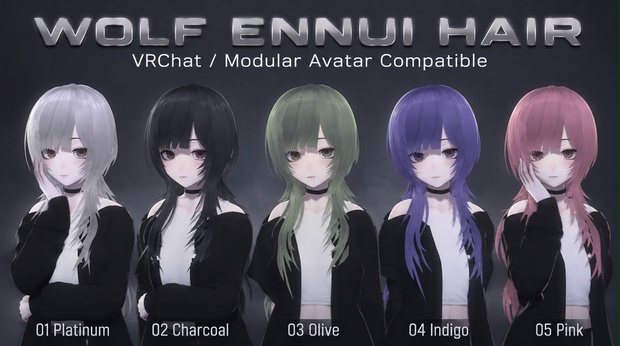 WOLF ENNUI HAIR
VRChat / Modular Avatar Compatible
01 Platinum
02 Charcoal
03 Olive
04 Indigo
05 Pink